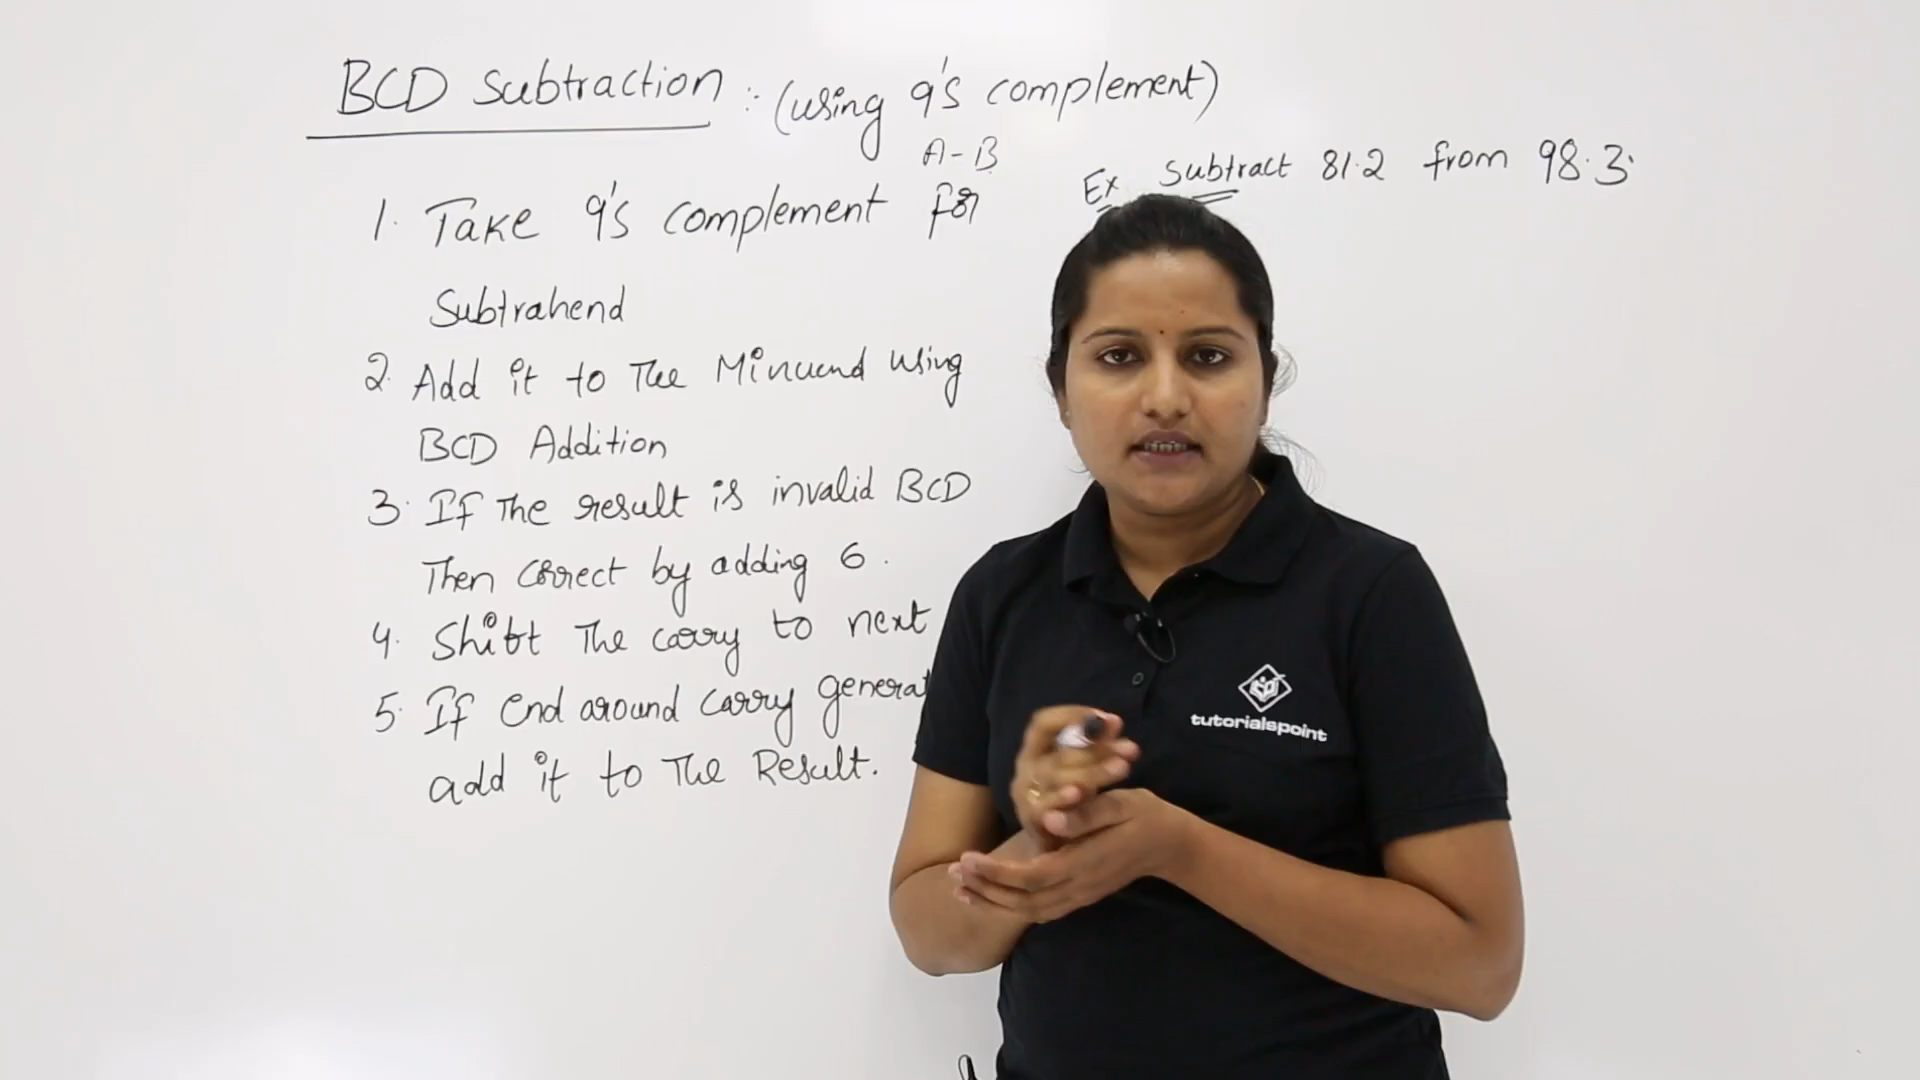 BCD Subtraction :- (using 9's complement)
A-B
1. Take 9's complement for
Subtrahend
2. Add it to The Minuend using
BCD Addition
3. If The result is invalid BCD
Then correct by adding 6.
4. Shift The carry to next
5. If end around carry generat
add it to The Result.
Ex Subtract 81.2 from 98.3.
tutorialspoint